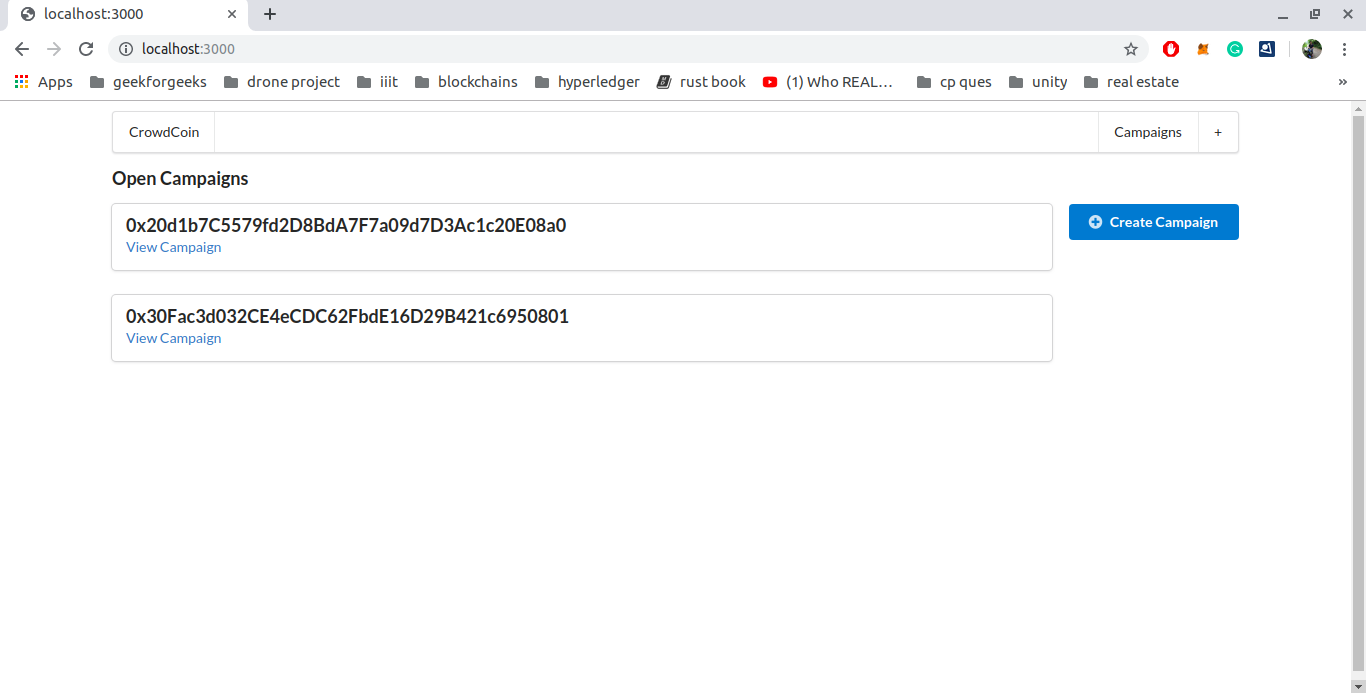 localhost:3000
localhost:3000
Apps geekforgeeks drone project iiit blockchains hyperledger rust book (1) Who REAL… cp ques unity real estate »
CrowdCoin Campaigns +
Open Campaigns
0x20d1b7C5579fd2D8BdA7F7a09d7D3Ac1c20E08a0
View Campaign
Create Campaign
0x30Fac3d032CE4eCDC62FbdE16D29B421c6950801
View Campaign